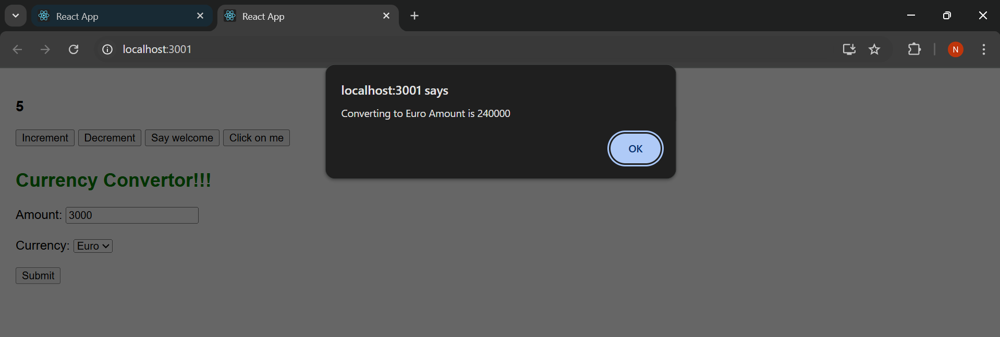 React App
React App
localhost:3001
N
localhost:3001 says
Converting to Euro Amount is 240000
OK
5
Increment Decrement Say welcome Click on me
Currency Convertor!!!
Amount: 3000
Currency: Euro
Submit